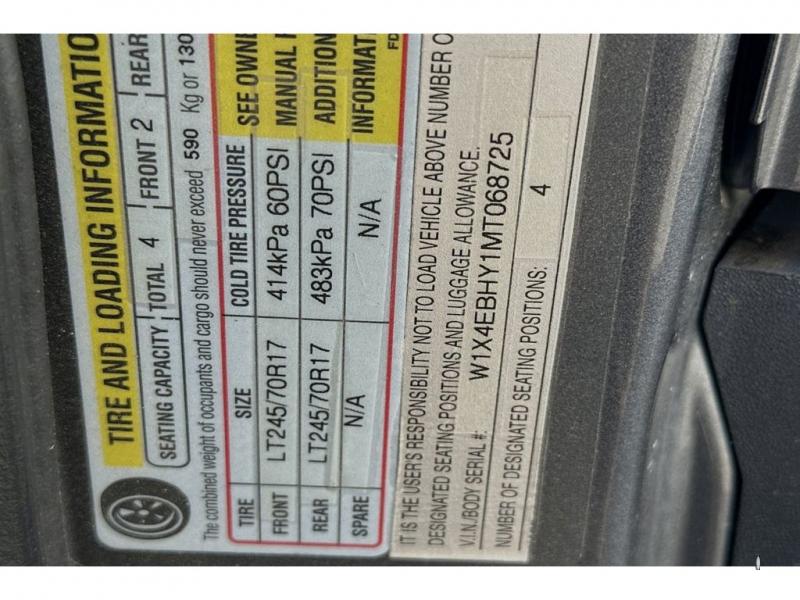 TIRE AND LOADING INFORMATIO
SEATING CAPACITY TOTAL 4 FRONT 2 REAR
The combined weight of occupants and cargo should never exceed 590 Kg or 130
TIRE SIZE COLD TIRE PRESSURE SEE OWNE
FRONT LT245/70R17 414kPa 60PSI MANUAL F
REAR LT245/70R17 483kPa 70PSI ADDITION
SPARE N/A N/A INFORMAT
FD
IT IS THE USER'S RESPONSIBILITY NOT TO LOAD VEHICLE ABOVE NUMBER O
DESIGNATED SEATING POSITIONS AND LUGGAGE ALLOWANCE.
V.I.N./BODY SERIAL #: W1X4EBHY1MT068725
NUMBER OF DESIGNATED SEATING POSITIONS: 4